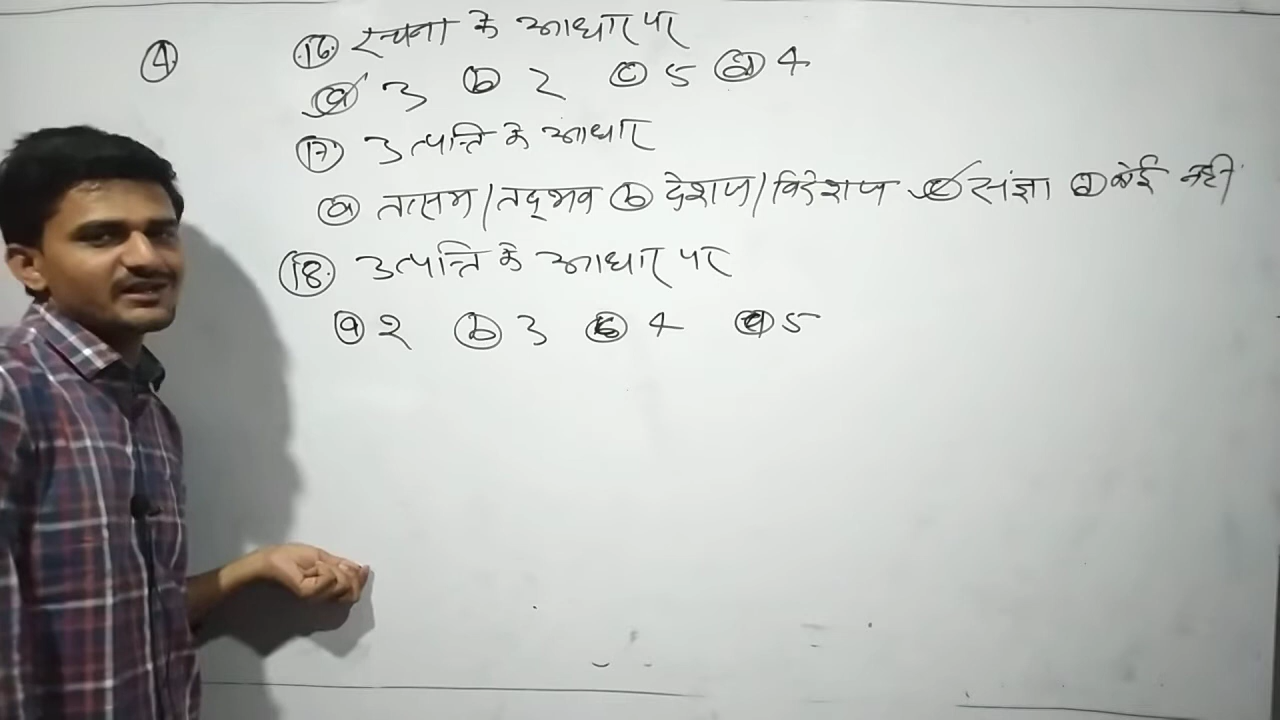 ④ ⑯ रचना के आधार पर
ⓐ 3 ⓑ 2 ⓒ 5 ⓓ 4
⑰ उत्पत्ति के आधार
ⓐ तत्सम/तद्भव ⓑ देशज/विदेशज ⓒ संज्ञा ⓓ कोई नहीं
⑱ उत्पत्ति के आधार पर
ⓐ 2 ⓑ 3 ⓒ 4 ⓓ 5